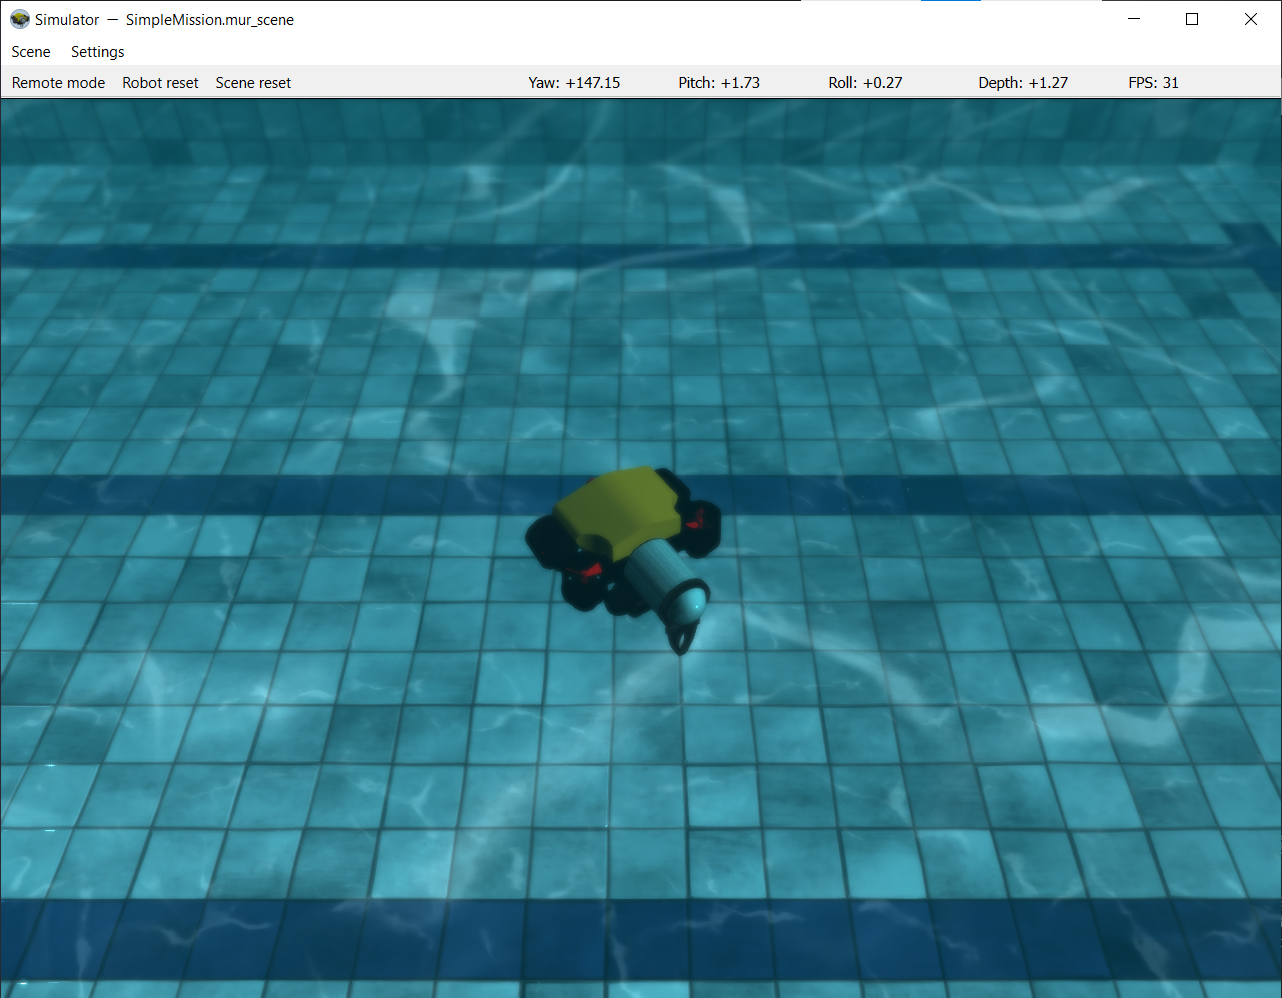 Simulator — SimpleMission.mur_scene
Scene Settings
Remote mode Robot reset Scene reset Yaw: +147.15 Pitch: +1.73 Roll: +0.27 Depth: +1.27 FPS: 31